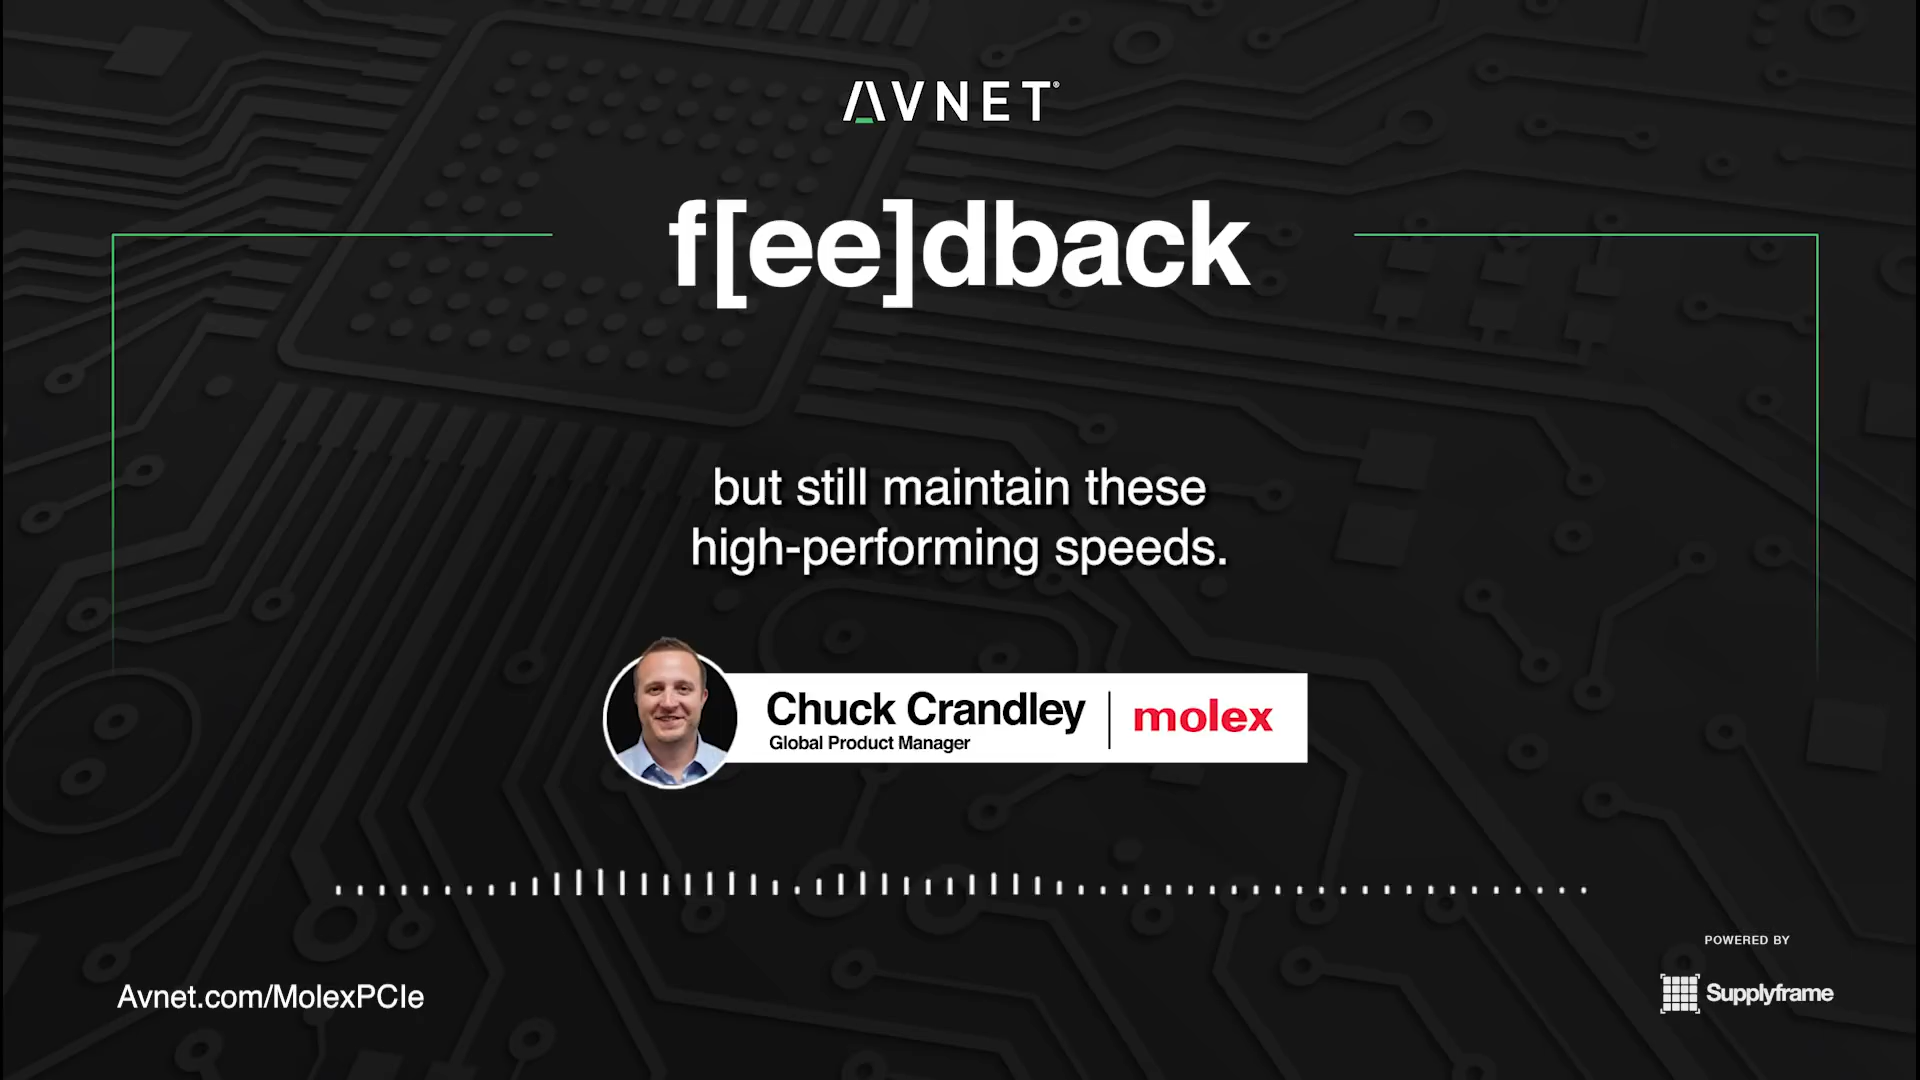 AVNET®
f[ee]dback
but still maintain these
high-performing speeds.
Chuck Crandley
Global Product Manager
molex
POWERED BY
Supplyframe
Avnet.com/MolexPCIe